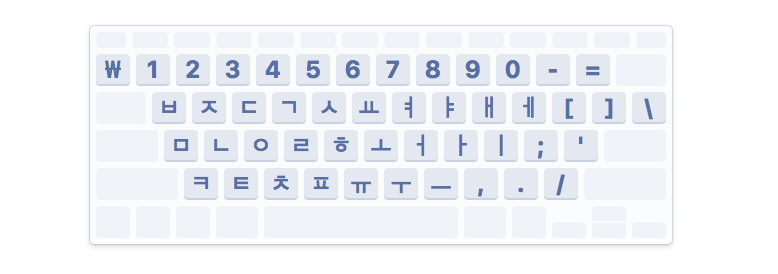 ₩ 1 2 3 4 5 6 7 8 9 0 - =
ㅂ ㅈ ㄷ ㄱ ㅅ ㅛ ㅕ ㅑ ㅐ ㅔ [ ] \
ㅁ ㄴ ㅇ ㄹ ㅎ ㅗ ㅓ ㅏ ㅣ ; '
ㅋ ㅌ ㅊ ㅍ ㅠ ㅜ ㅡ , . /